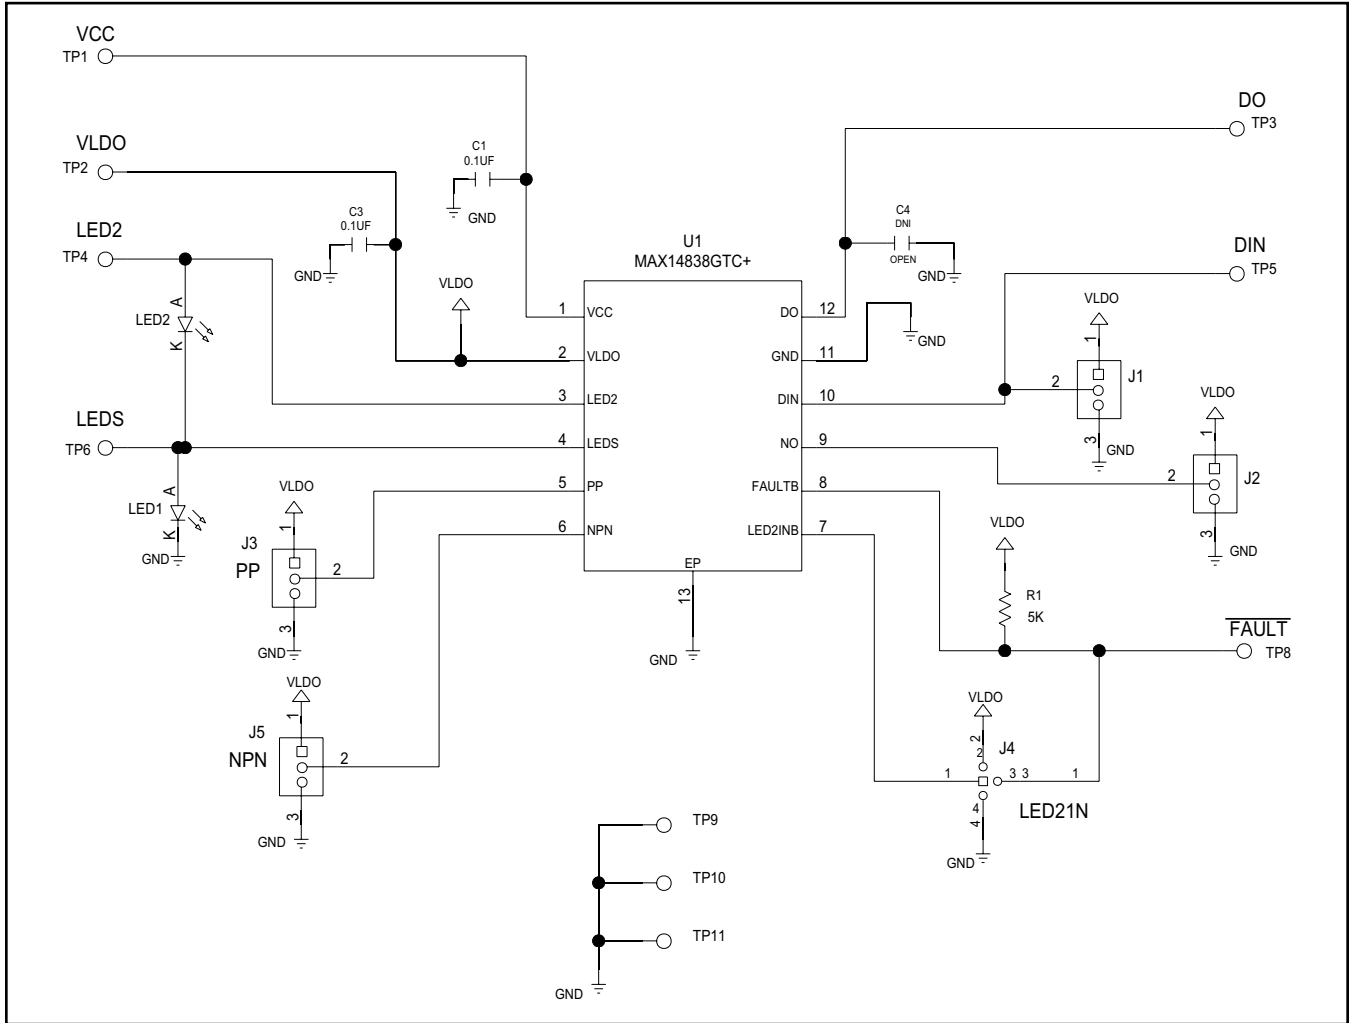 VCC
TP1
VLDO
TP2
LED2
TP4
LEDS
TP6
C1
0.1UF
GND
C3
0.1UF
GND
VLDO
A
LED2
K
A
LED1
K
GND
U1
MAX14838GTC+
1 VCC
2 VLDO
3 LED2
4 LEDS
5 PP
6 NPN
DO 12
GND 11
DIN 10
NO 9
FAULTB 8
LED2INB 7
EP
13
GND
DO
TP3
C4
DNI
OPEN
GND
GND
DIN
TP5
VLDO
1
2
J1
3
GND
VLDO
1
2
J2
3
GND
VLDO
1
J3
PP
2
3
GND
VLDO
1
J5
NPN
2
3
GND
VLDO
R1
5K
FAULT
TP8
VLDO
2
2
J4
1
3 3
1
4
4
LED21N
GND
TP9
TP10
TP11
GND